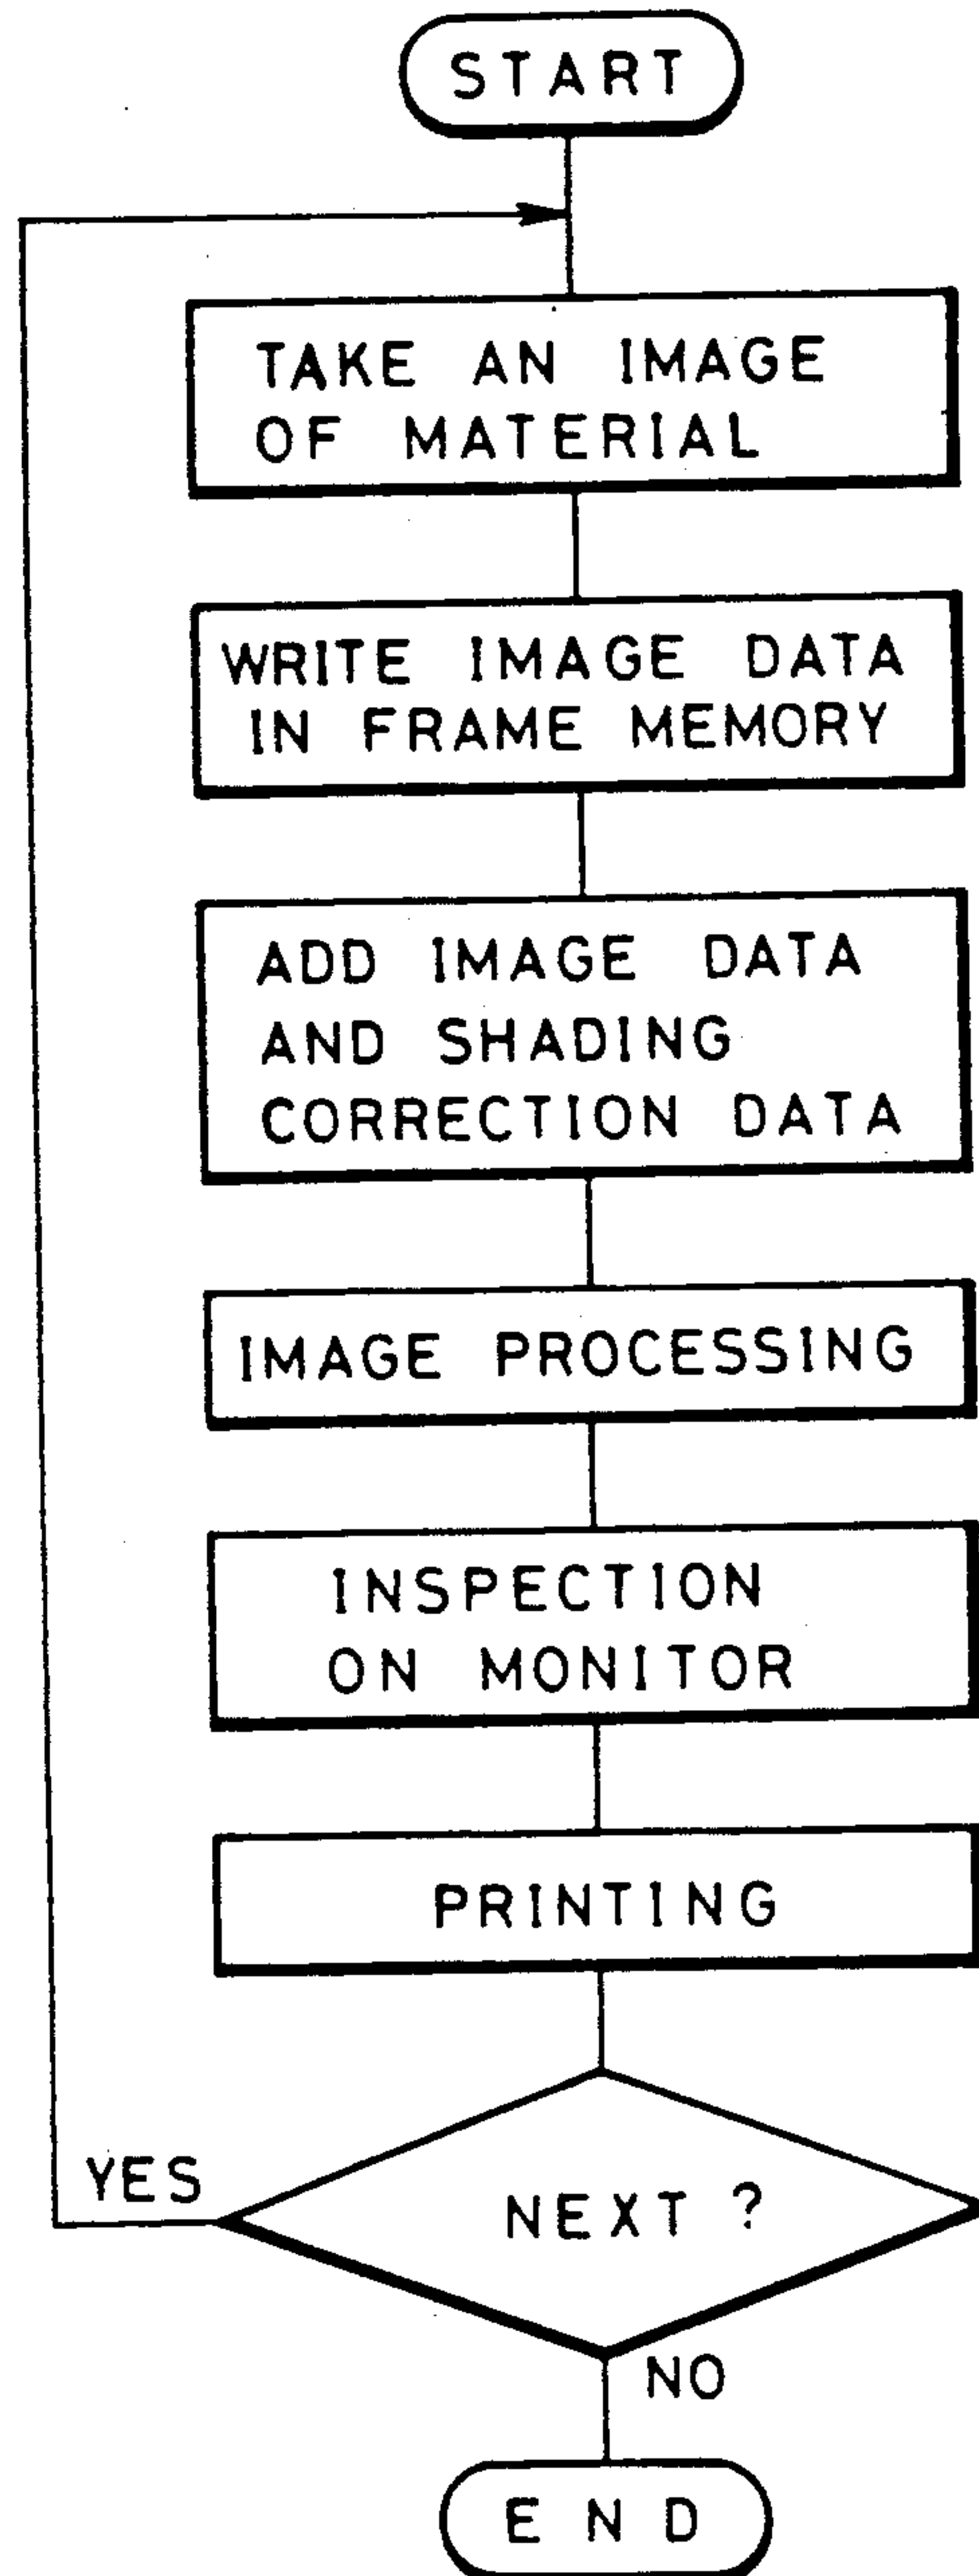 START
TAKE AN IMAGE
OF MATERIAL
WRITE IMAGE DATA
IN FRAME MEMORY
ADD IMAGE DATA
AND SHADING
CORRECTION DATA
IMAGE PROCESSING
INSPECTION
ON MONITOR
PRINTING
YES
NEXT ?
NO
END